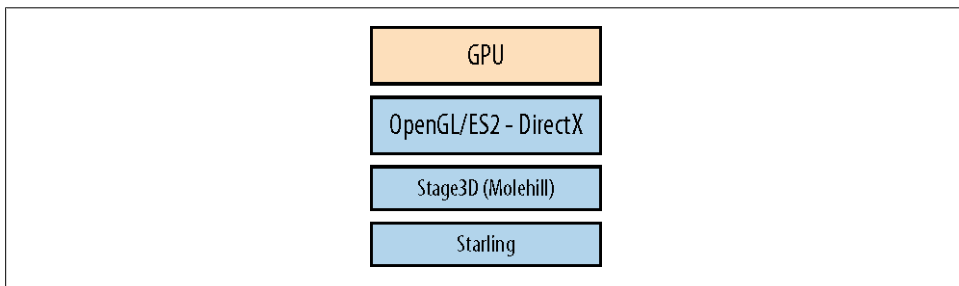 GPU
OpenGL/ES2 - DirectX
Stage3D (Molehill)
Starling